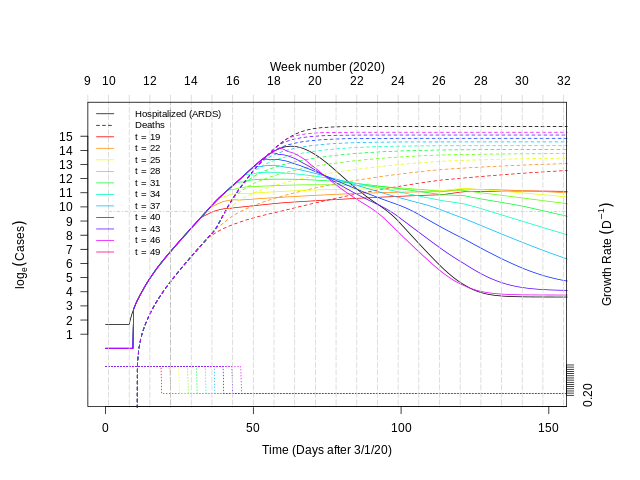 Week number (2020)
9 10 12 14 16 18 20 22 24 26 28 30 32
Hospitalized (ARDS)
Deaths
t = 19
t = 22
t = 25
t = 28
t = 31
t = 34
t = 37
t = 40
t = 43
t = 46
t = 49
15
14
13
12
11
10
9
8
7
6
5
4
3
2
1
logₑ(Cases)
Growth Rate (D⁻¹)
0.20
0 50 100 150
Time (Days after 3/1/20)